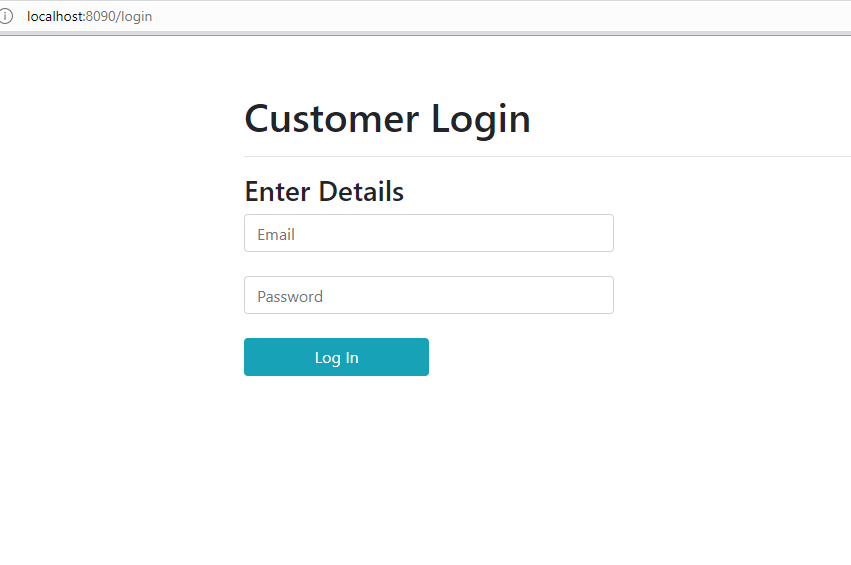 localhost:8090/login
Customer Login
Enter Details
Email
Password
Log In